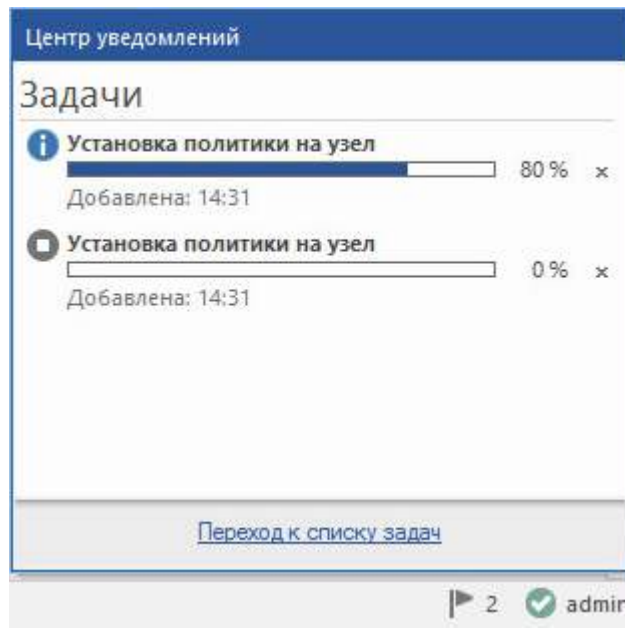 Центр уведомлений
Задачи
Установка политики на узел
80 %
Добавлена: 14:31
Установка политики на узел
0 %
Добавлена: 14:31
Переход к списку задач
2 admin